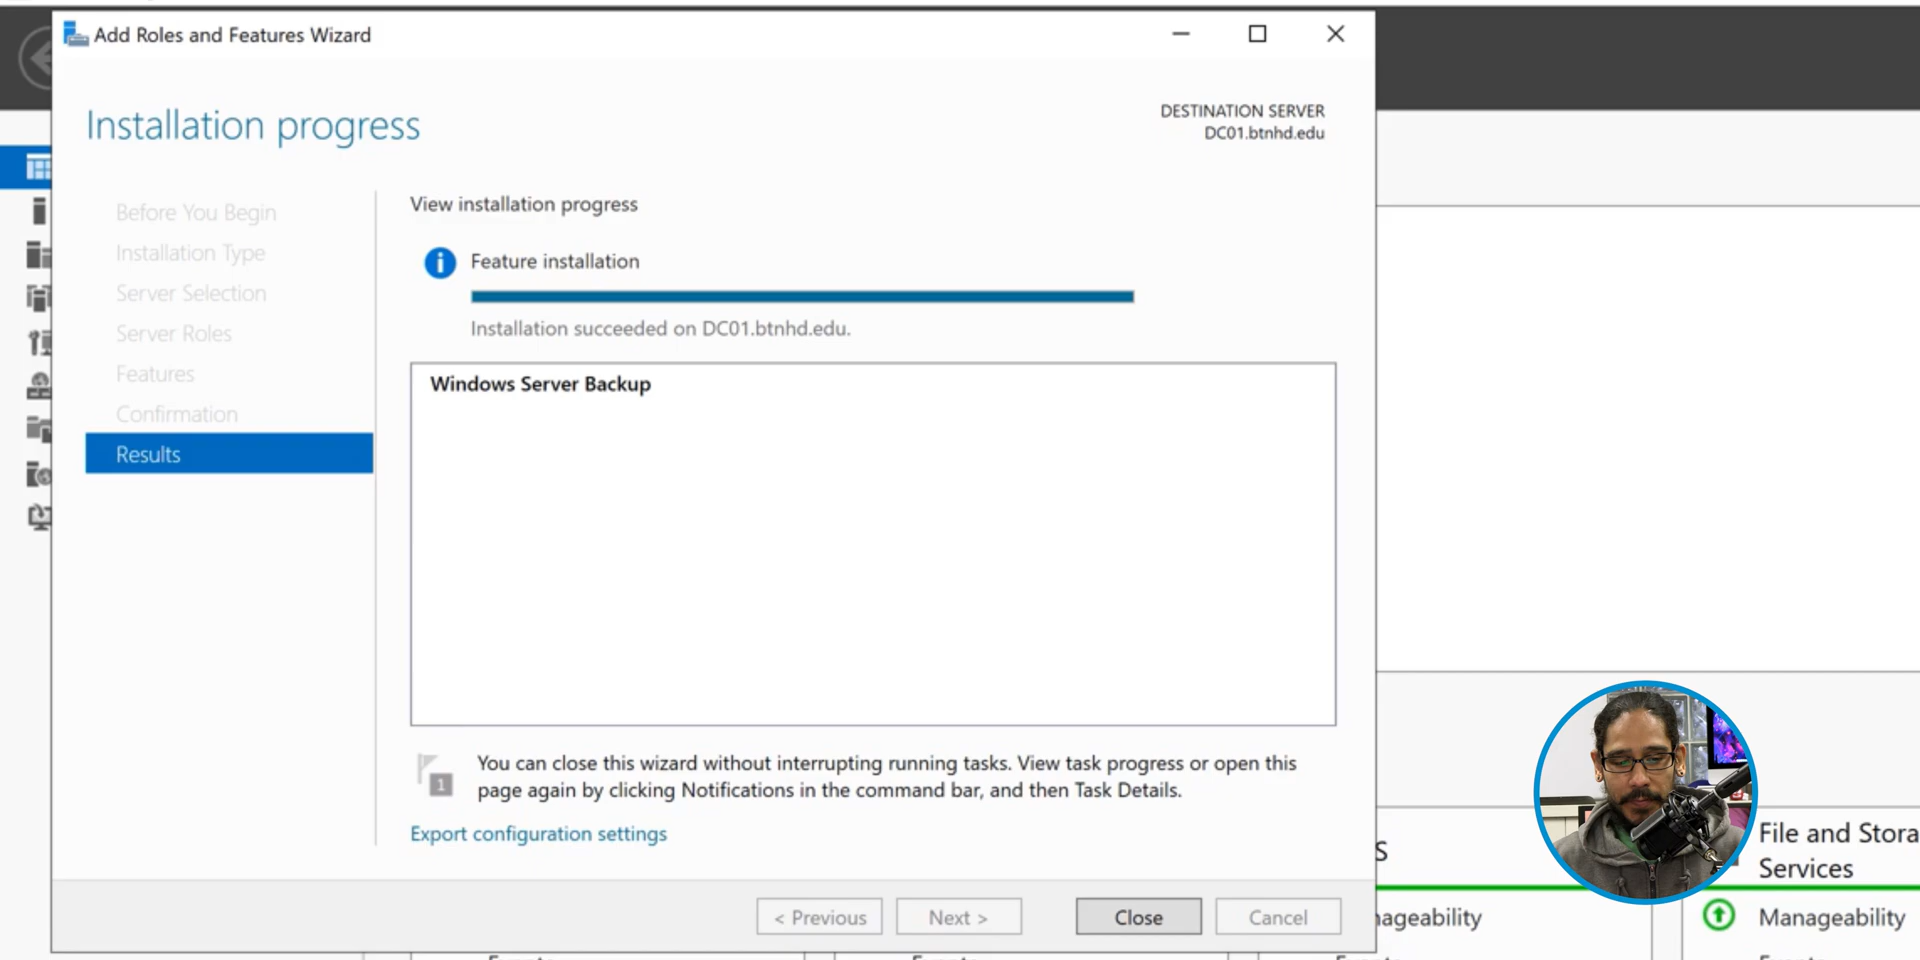 Add Roles and Features Wizard
Installation progress
DESTINATION SERVER
DC01.btnhd.edu
Before You Begin
Installation Type
Server Selection
Server Roles
Features
Confirmation
Results
View installation progress
Feature installation
Installation succeeded on DC01.btnhd.edu.
Windows Server Backup
1
You can close this wizard without interrupting running tasks. View task progress or open this
page again by clicking Notifications in the command bar, and then Task Details.
Export configuration settings
< Previous
Next >
Close
Cancel
S
nageability
File and Stora
Services
Manageability